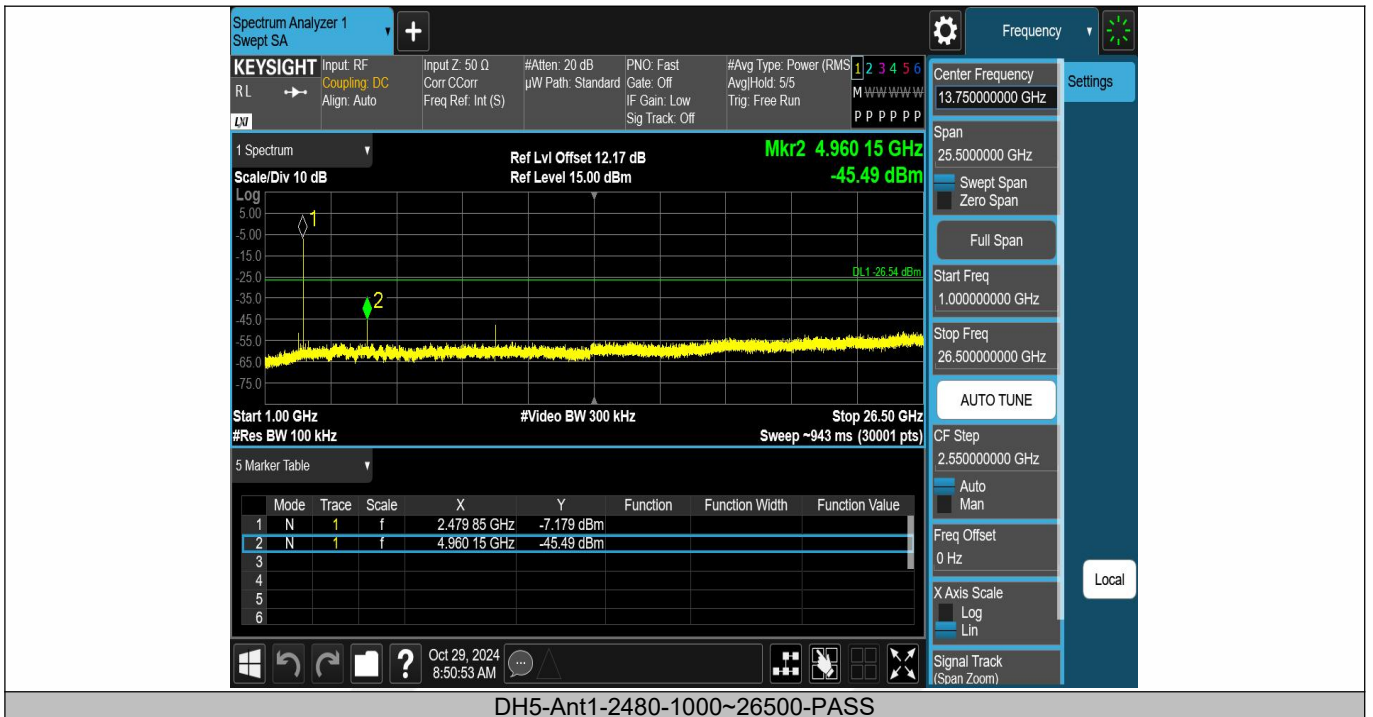 Spectrum Analyzer 1
Swept SA
+
Frequency
KEYSIGHT
RL
LXI
Input: RF
Coupling: DC
Align: Auto
Input Z: 50 Ω
Corr CCorr
Freq Ref: Int (S)
#Atten: 20 dB
µW Path: Standard
PNO: Fast
Gate: Off
IF Gain: Low
Sig Track: Off
#Avg Type: Power (RMS
Avg|Hold: 5/5
Trig: Free Run
1 2 3 4 5 6
M W W W W W
P P P P P P
Center Frequency
13.750000000 GHz
Settings
Span
25.5000000 GHz
Swept Span
Zero Span
Full Span
Start Freq
1.000000000 GHz
Stop Freq
26.500000000 GHz
AUTO TUNE
CF Step
2.550000000 GHz
Auto
Man
Freq Offset
0 Hz
X Axis Scale
Log
Lin
Signal Track
(Span Zoom)
Local
1 Spectrum
Scale/Div 10 dB
Ref Lvl Offset 12.17 dB
Ref Level 15.00 dBm
Mkr2 4.960 15 GHz
-45.49 dBm
Log
5.00
-5.00
-15.0
-25.0
-35.0
-45.0
-55.0
-65.0
-75.0
1
2
DL1 -26.54 dBm
Start 1.00 GHz
#Video BW 300 kHz
Stop 26.50 GHz
#Res BW 100 kHz
Sweep ~943 ms (30001 pts)
5 Marker Table
Mode Trace Scale X Y Function Function Width Function Value
1 N 1 f 2.479 85 GHz -7.179 dBm
2 N 1 f 4.960 15 GHz -45.49 dBm
3
4
5
6
?
Oct 29, 2024
8:50:53 AM
DH5-Ant1-2480-1000~26500-PASS